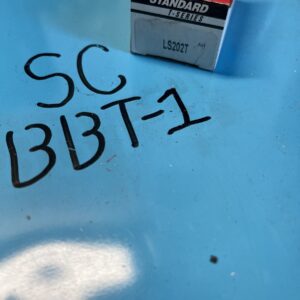 STANDARD
T-SERIES
LS202T
SC
BBT-1